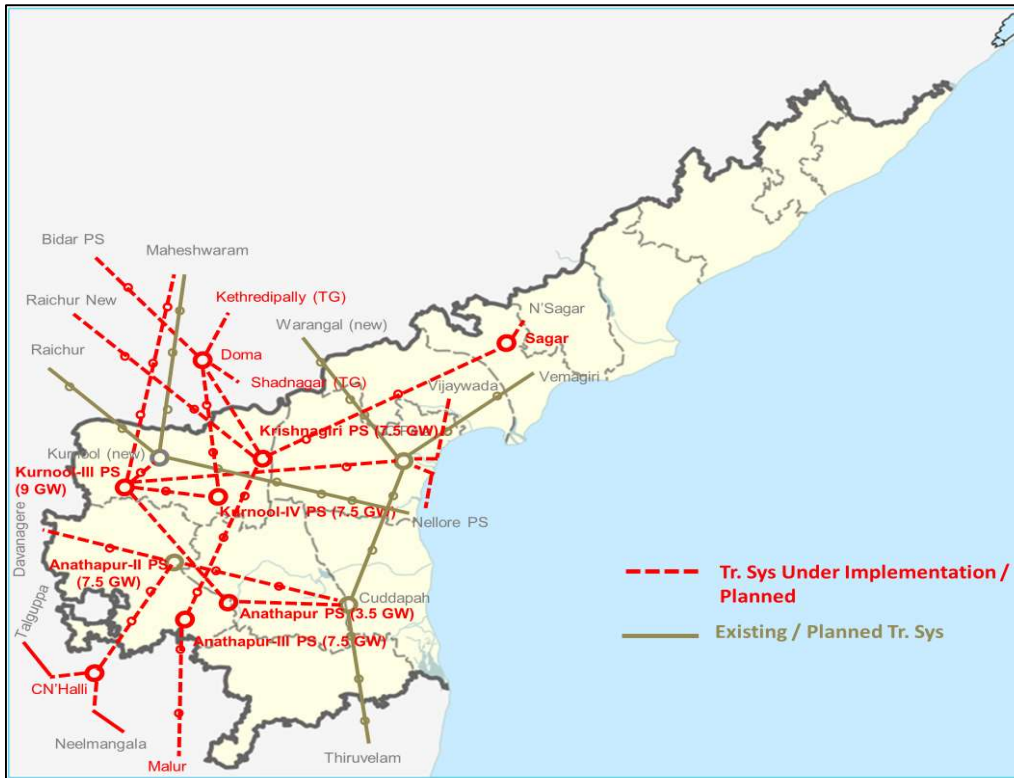 Bidar PS
Maheshwaram
Raichur New
Kethredipally (TG)
Raichur
Warangal (new)
N'Sagar
Sagar
Doma
Shadnagar (TG)
Vijaywada
Vemagiri
Krishnagiri PS (7.5 GW)
Kurnool (new)
Kurnool-III PS
(9 GW)
Kurnool-IV PS (7.5 GW)
Nellore PS
Davanagere
Anathapur-II PS
(7.5 GW)
Cuddapah
Tr. Sys Under Implementation /
Planned
Talguppa
Anathapur PS (3.5 GW)
Existing / Planned Tr. Sys
Anathapur-III PS (7.5 GW)
CN'Halli
Neelmangala
Malur
Thiruvelam